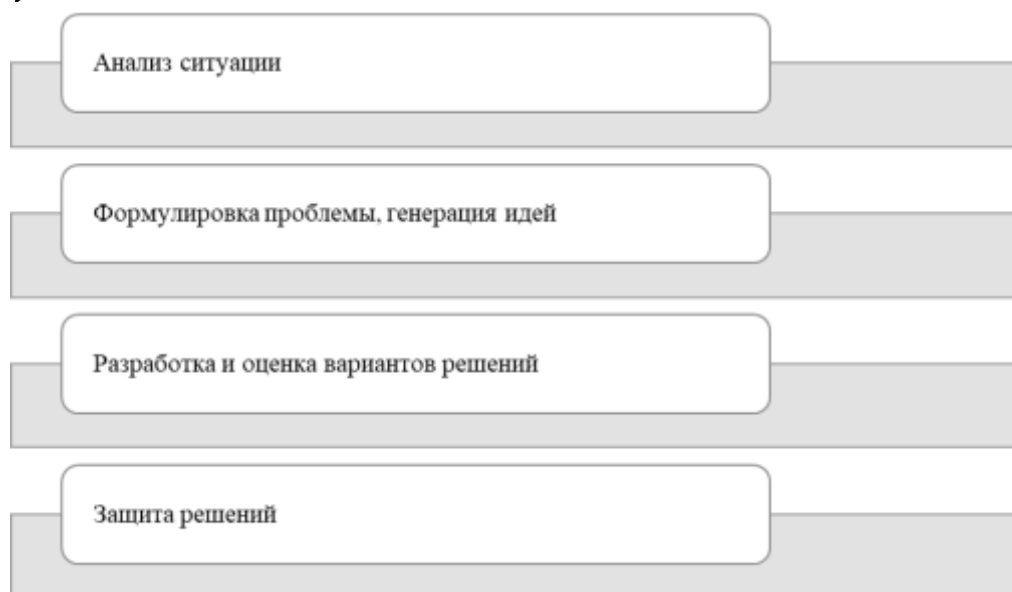 Анализ ситуации
Формулировка проблемы, генерация идей
Разработка и оценка вариантов решений
Защита решений